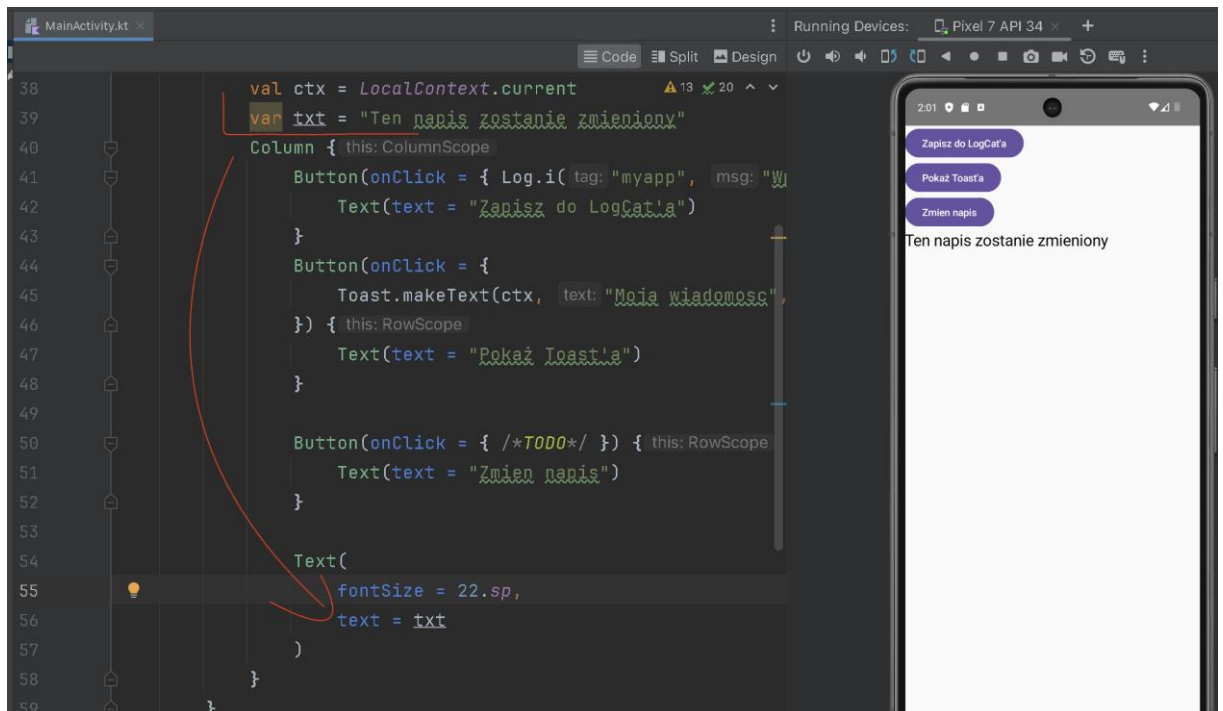 MainActivity.kt
Running Devices: Pixel 7 API 34
Code Split Design
38 val ctx = LocalContext.current 13 20
39 var txt = "Ten napis zostanie zmieniony"
40 Column { this: ColumnScope
41 Button(onClick = { Log.i( tag: "myapp", msg: "Wp
42 Text(text = "Zapisz do LogCat'a")
43 }
44 Button(onClick = {
45 Toast.makeText(ctx, text: "Moja wiadomosc",
46 }) { this: RowScope
47 Text(text = "Pokaż Toast'a")
48 }
49
50 Button(onClick = { /*TODO*/ }) { this: RowScope
51 Text(text = "Zmien napis")
52 }
53
54 Text(
55 fontSize = 22.sp,
56 text = txt
57 )
58 }
59 }
2:01
Zapisz do LogCat'a
Pokaż Toast'a
Zmien napis
Ten napis zostanie zmieniony